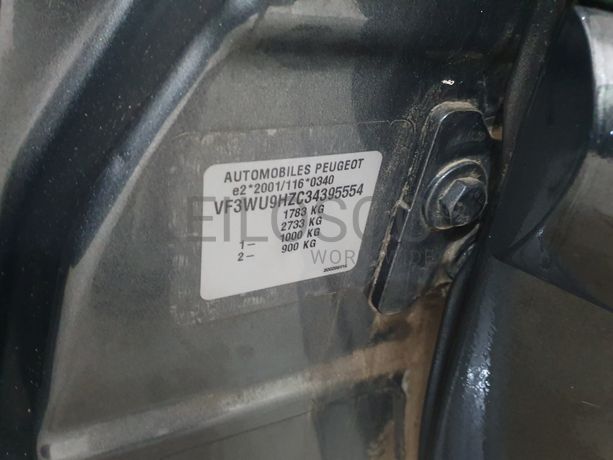 AUTOMOBILES PEUGEOT
e2*2001/116*0340
VF3WU9HZC34395554
1783 KG
2733 KG
1- 1000 KG
2- 900 KG